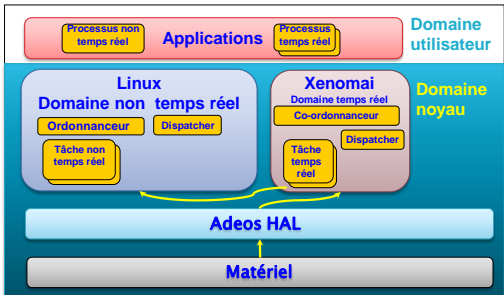 Processus non
temps réel
Applications
Processus
temps réel
Domaine
utilisateur
Linux
Domaine non temps réel
Ordonnanceur
Dispatcher
Tâche non
temps réel
Xenomai
Domaine temps réel
Co-ordonnanceur
Dispatcher
Tâche
temps
réel
Domaine
noyau
Adeos HAL
Matériel